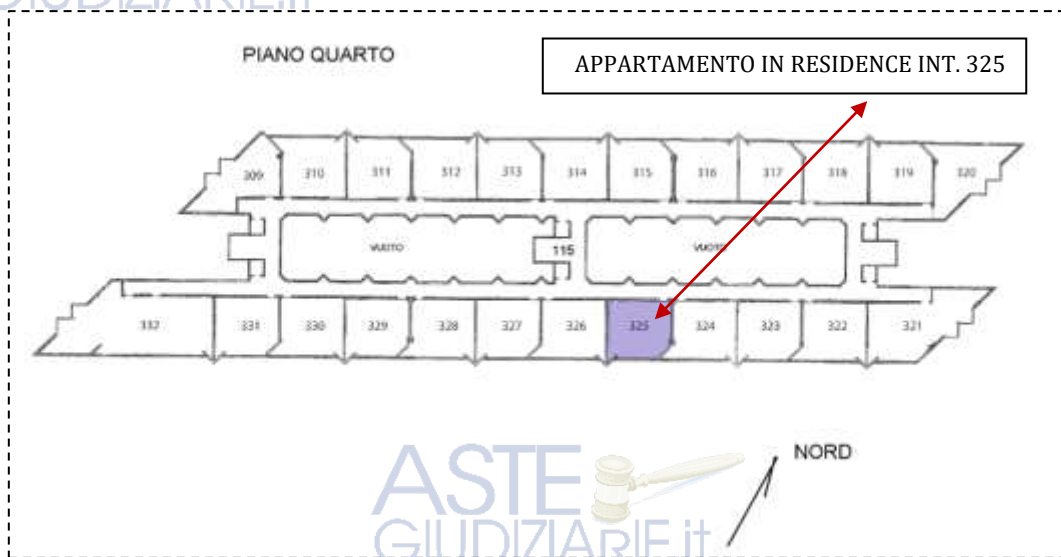 GIUDIZIARIE.it
PIANO QUARTO
APPARTAMENTO IN RESIDENCE INT. 325
309 310 311 312 313 314 315 316 317 318 319 320
VUOTO 115 VUOTO
332 331 330 329 328 327 326 325 324 323 322 321
NORD
ASTE
GIUDIZIARIE.it